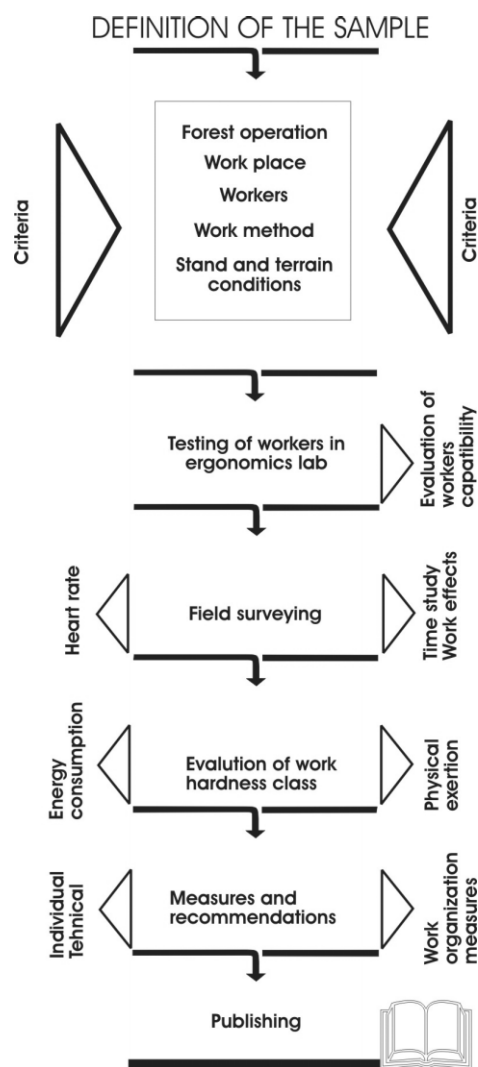 DEFINITION OF THE SAMPLE
Criteria
Forest operation
Work place
Workers
Work method
Stand and terrain
conditions
Criteria
Testing of workers in
ergonomics lab
Evaluation of
workers
capatibility
Heart rate
Field surveying
Time study
Work effects
Energy
consumption
Evalution of work
hardness class
Physical
exertion
Individual
Tehnical
Measures and
recommendations
Work
organization
measures
Publishing